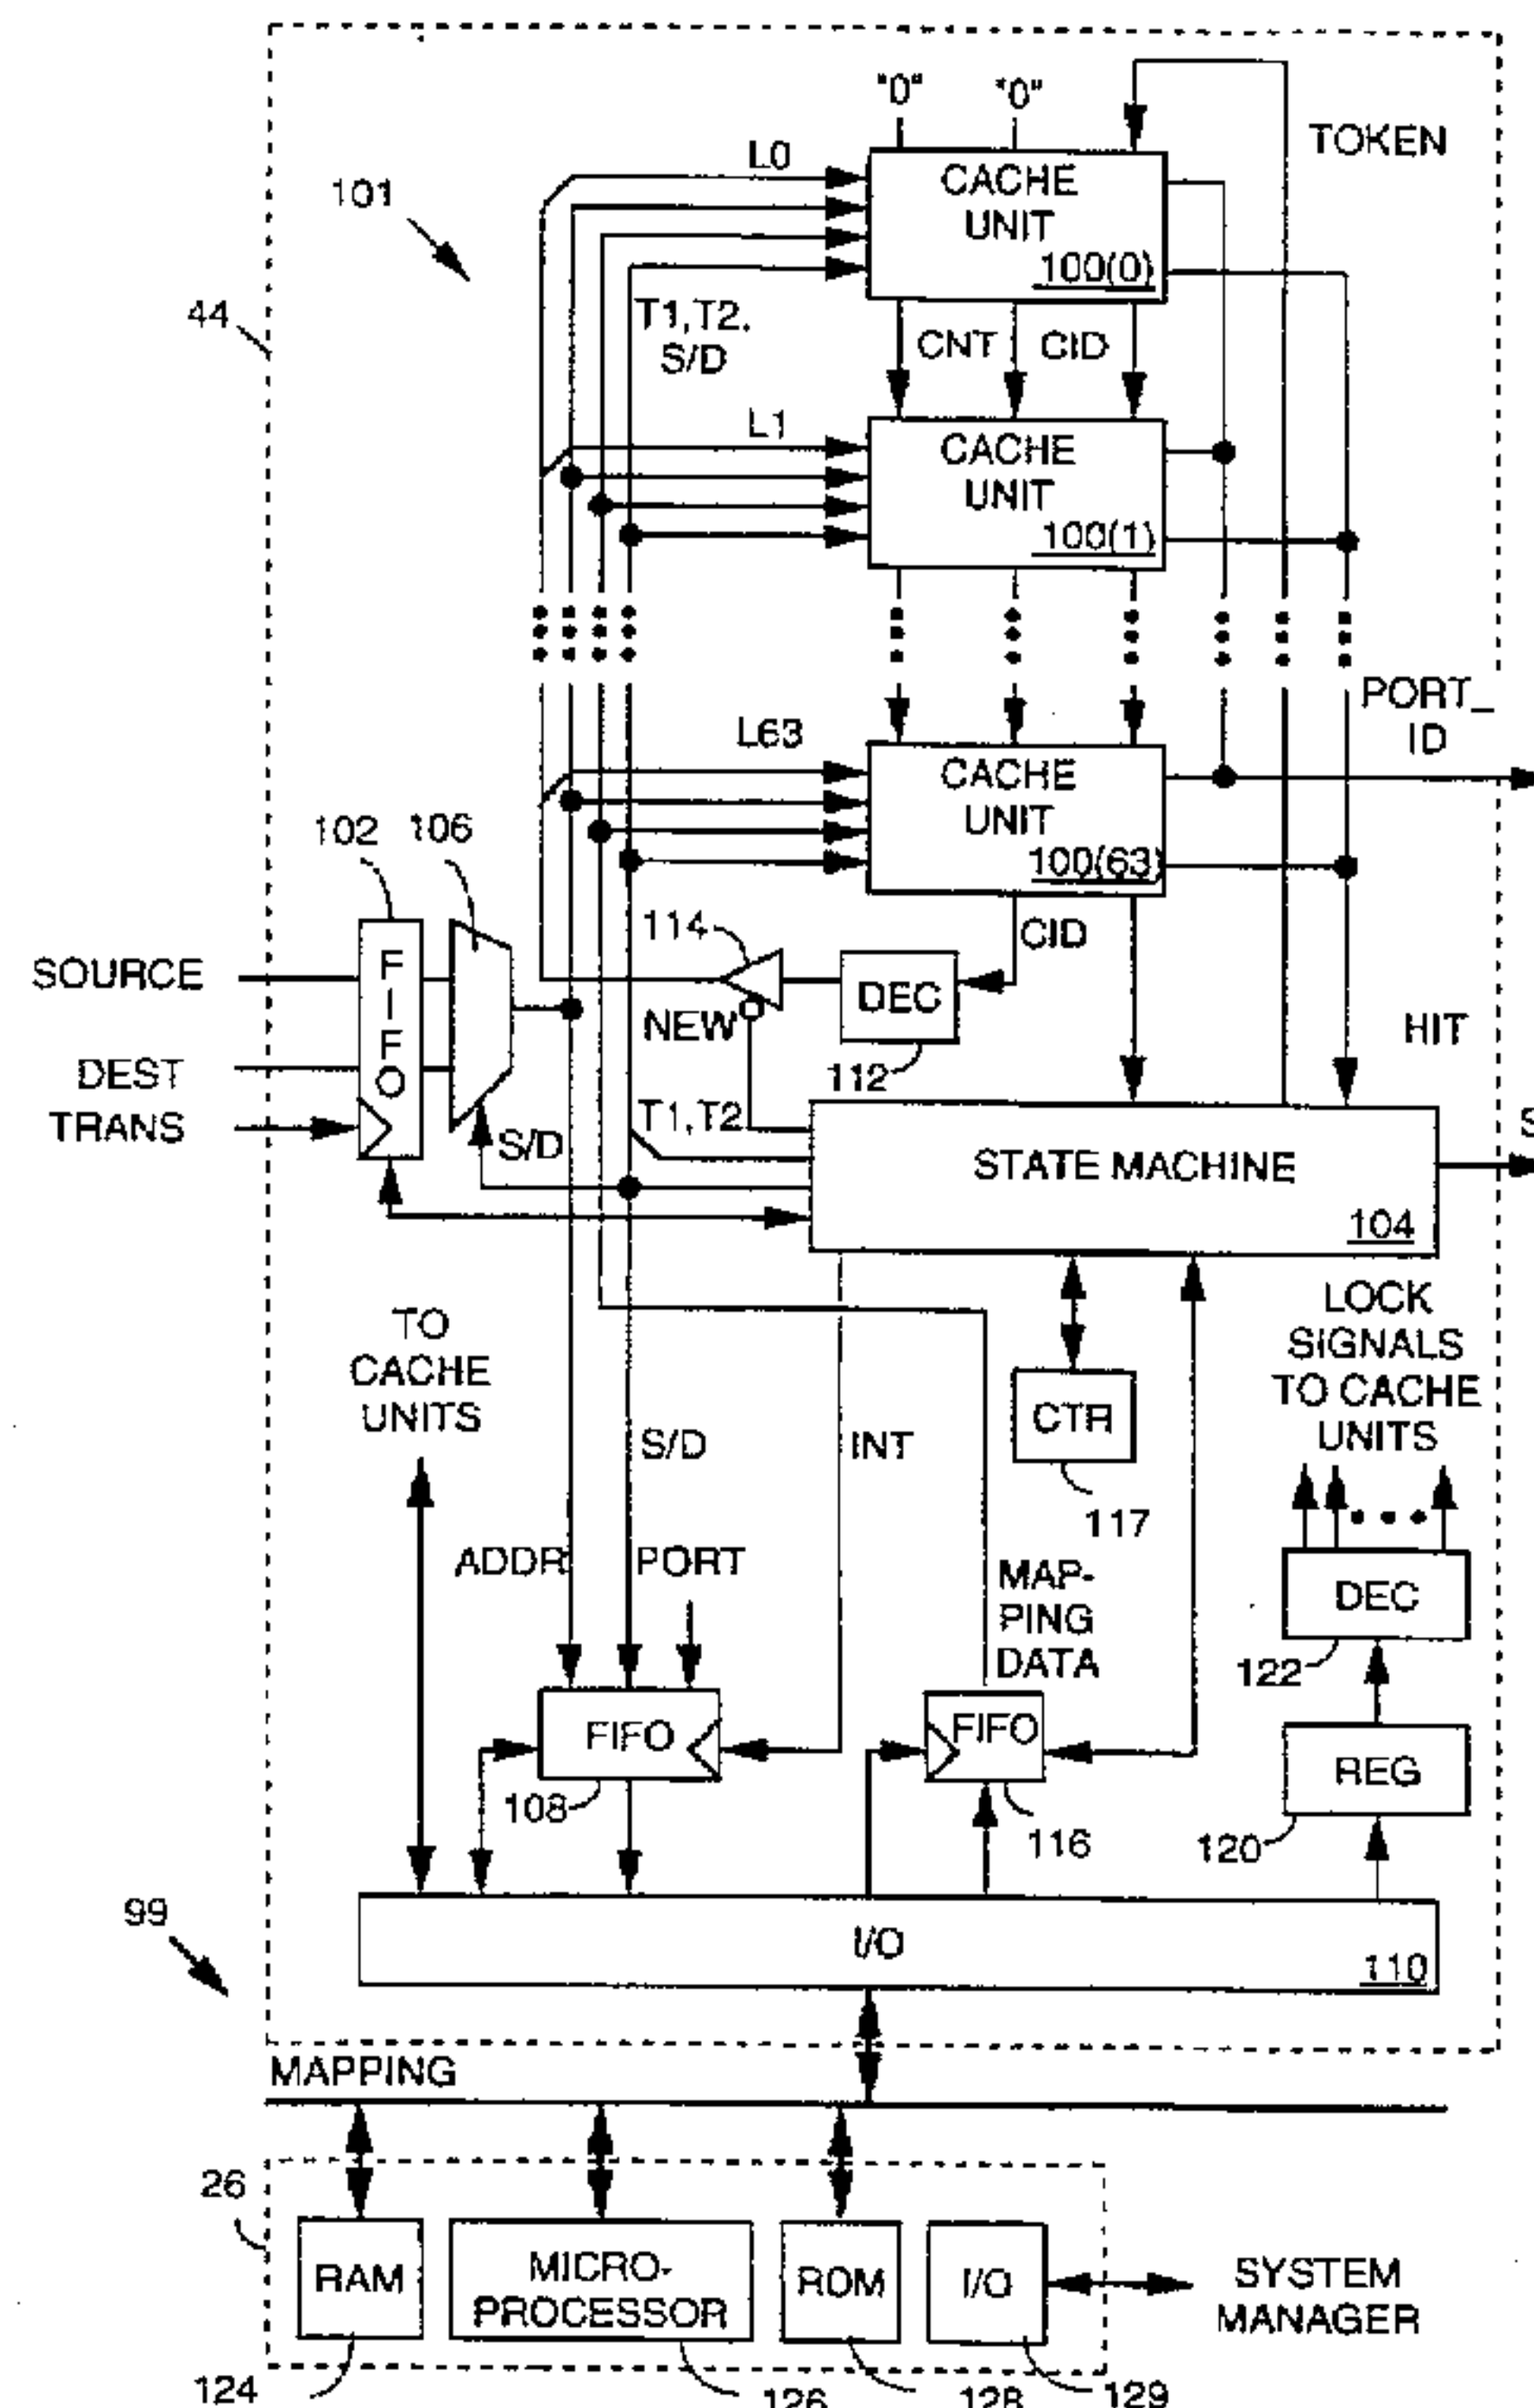 "0" "0"
TOKEN
L0
CACHE
UNIT
100(0)
101
44
T1,T2,
S/D
CNT CID
L1
CACHE
UNIT
100(1)
PORT_
ID
L63
CACHE
UNIT
100(63)
102 106
114
CID
SOURCE
FIFO
DEC
NEW
112
HIT
DEST
TRANS
S/D
T1,T2
S
STATE MACHINE
104
TO
CACHE
UNITS
LOCK
SIGNALS
TO CACHE
UNITS
CTR
117
S/D
INT
ADDR
PORT
MAP-
PING
DATA
DEC
122
FIFO
108
FIFO
116
REG
120
99
I/O
110
MAPPING
26
RAM
MICRO-
PROCESSOR
ROM
I/O
SYSTEM
MANAGER
124
126
128
129